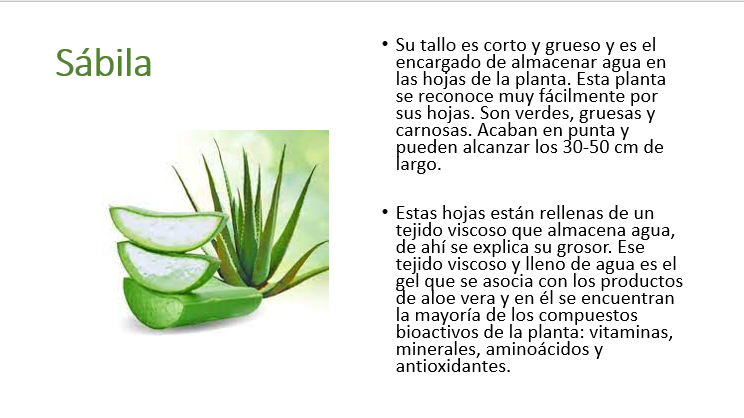 Sábila
• Su tallo es corto y grueso y es el
encargado de almacenar agua en
las hojas de la planta. Esta planta
se reconoce muy fácilmente por
sus hojas. Son verdes, gruesas y
carnosas. Acaban en punta y
pueden alcanzar los 30-50 cm de
largo.
• Estas hojas están rellenas de un
tejido viscoso que almacena agua,
de ahí se explica su grosor. Ese
tejido viscoso y lleno de agua es el
gel que se asocia con los productos
de aloe vera y en él se encuentran
la mayoría de los compuestos
bioactivos de la planta: vitaminas,
minerales, aminoácidos y
antioxidantes.